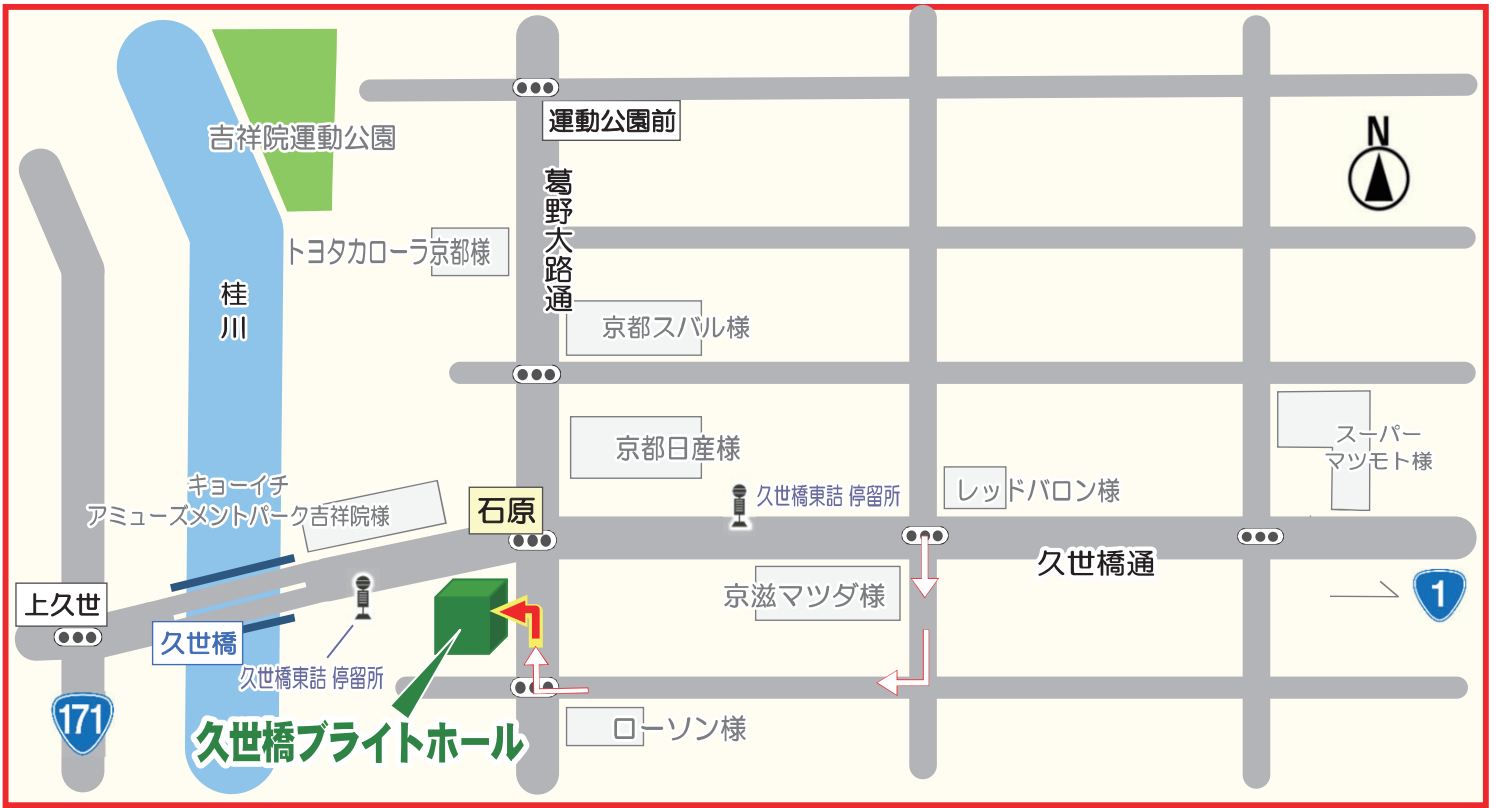 吉祥院運動公園
運動公園前
N
葛野大路通
トヨタカローラ京都様
桂川
京都スバル様
京都日産様
スーパー
マツモト様
キョーイチ
アミューズメントパーク吉祥院様
石原
久世橋東詰 停留所
レッドバロン様
久世橋通
上久世
久世橋
京滋マツダ様
1
久世橋東詰 停留所
171
久世橋ブライトホール
ローソン様